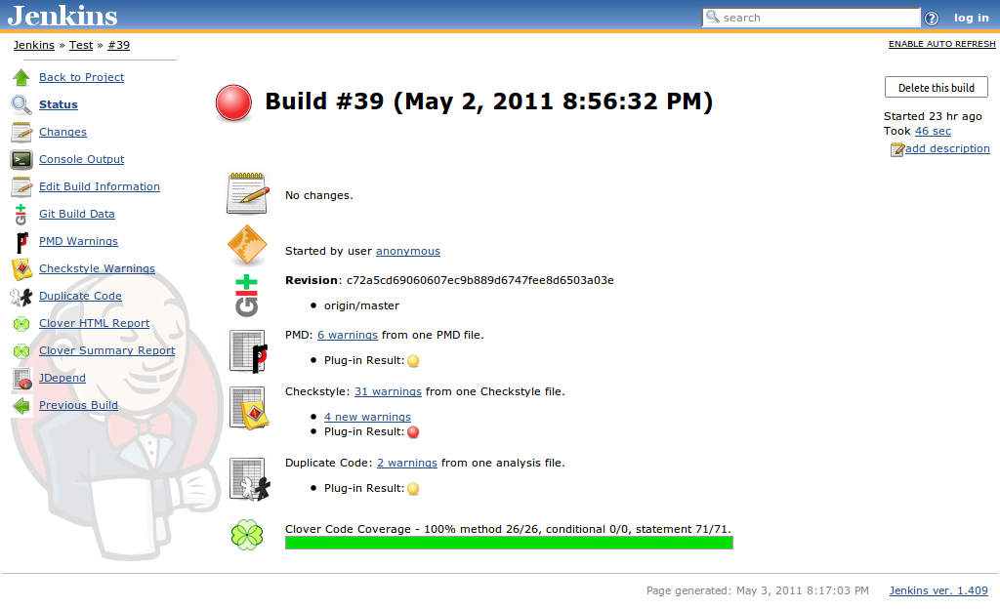 Jenkins
search
log in
Jenkins » Test » #39
ENABLE AUTO REFRESH
Back to Project
Status
Changes
Console Output
Edit Build Information
Git Build Data
PMD Warnings
Checkstyle Warnings
Duplicate Code
Clover HTML Report
Clover Summary Report
JDepend
Previous Build
Build #39 (May 2, 2011 8:56:32 PM)
Delete this build
Started 23 hr ago
Took 46 sec
add description
No changes.
Started by user anonymous
Git
Revision: c72a5cd69060607ec9b889d6747fee8d6503a03e
• origin/master
PMD: 6 warnings from one PMD file.
• Plug-in Result:
Checkstyle: 31 warnings from one Checkstyle file.
• 4 new warnings
• Plug-in Result:
Duplicate Code: 2 warnings from one analysis file.
• Plug-in Result:
Clover Code Coverage - 100% method 26/26, conditional 0/0, statement 71/71.
Page generated: May 3, 2011 8:17:03 PM
Jenkins ver. 1.409